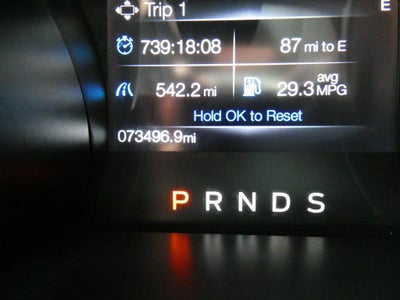 Trip 1
E
739:18:08 87 mi to E
542.2 mi 29.3 avg MPG
Hold OK to Reset
073496.9mi
P R N D S